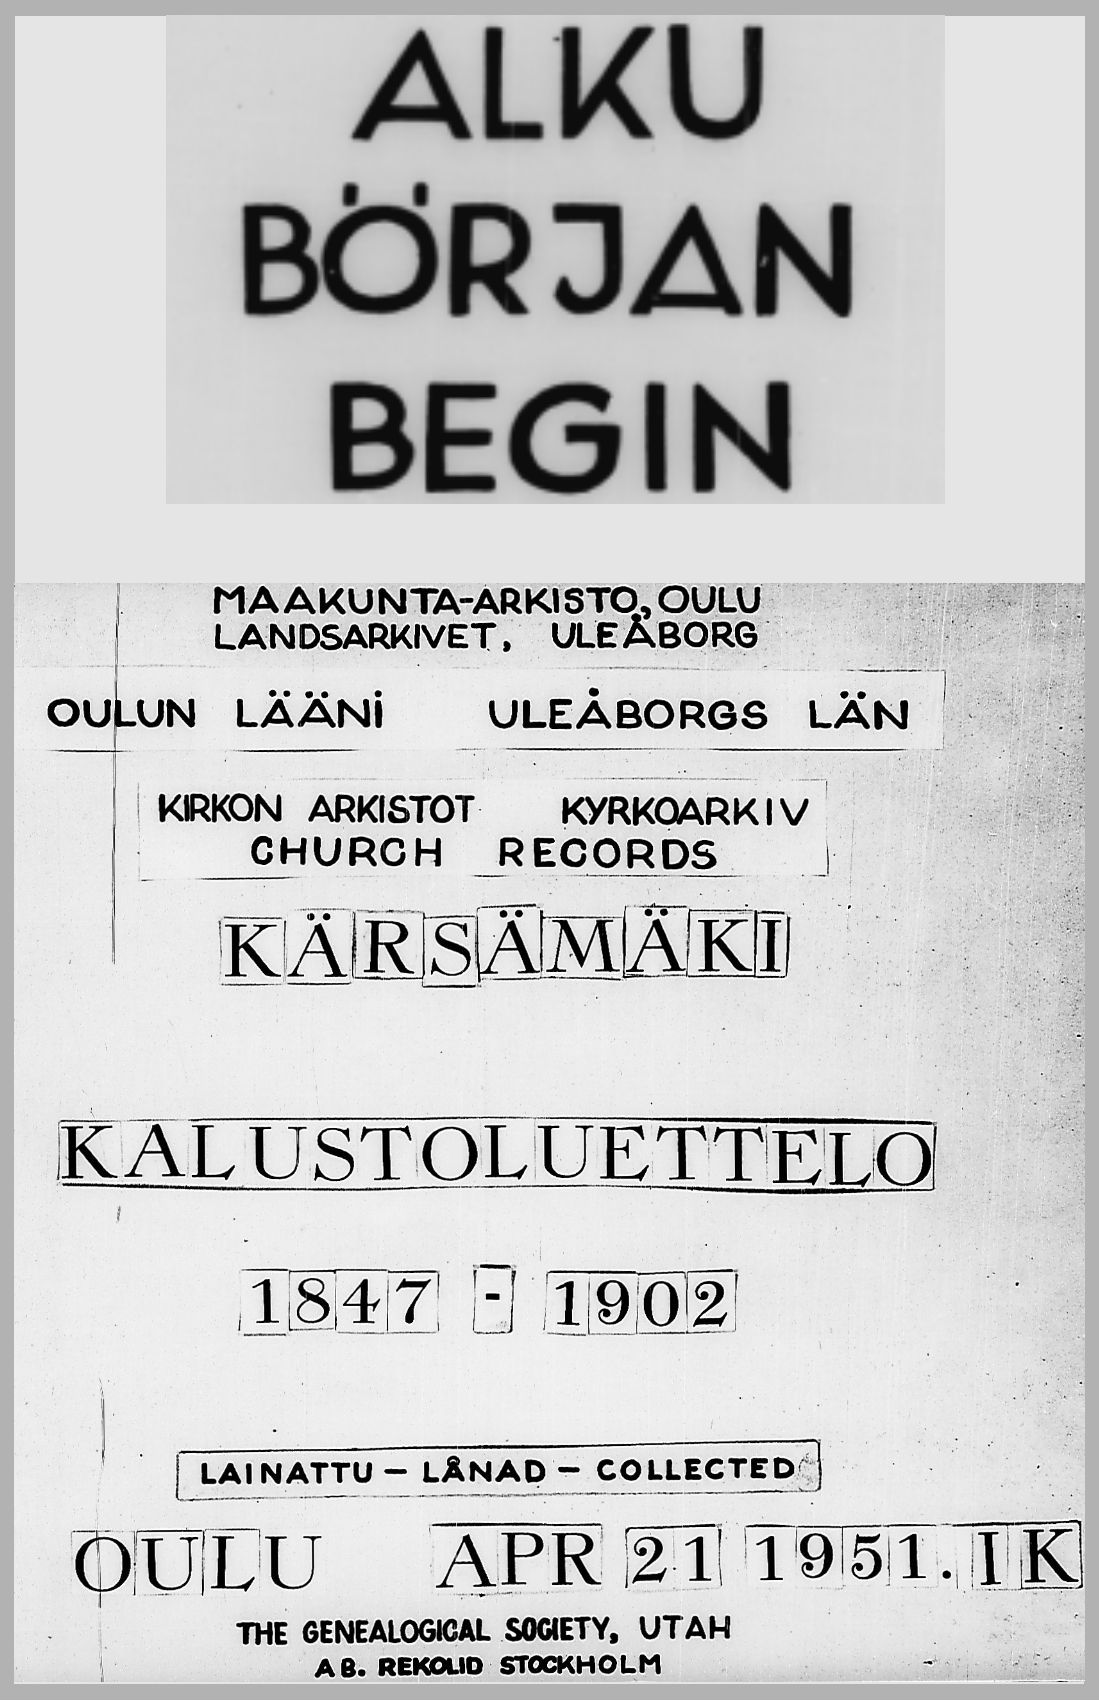 ALKU
BÖRJAN
BEGIN
MAAKUNTA-ARKISTO, OULU
LANDSARKIVET, ULEÅBORG
OULUN LÄÄNI ULEÅBORGS LÄN
KIRKON ARKISTOT KYRKOARKIV
CHURCH RECORDS
KÄRSÄMÄKI
KALUSTOLUETTELO
1847 - 1902
LAINATTU - LÅNAD - COLLECTED
OULU APR 21 1951. IK
THE GENEALOGICAL SOCIETY, UTAH
AB. REKOLID STOCKHOLM